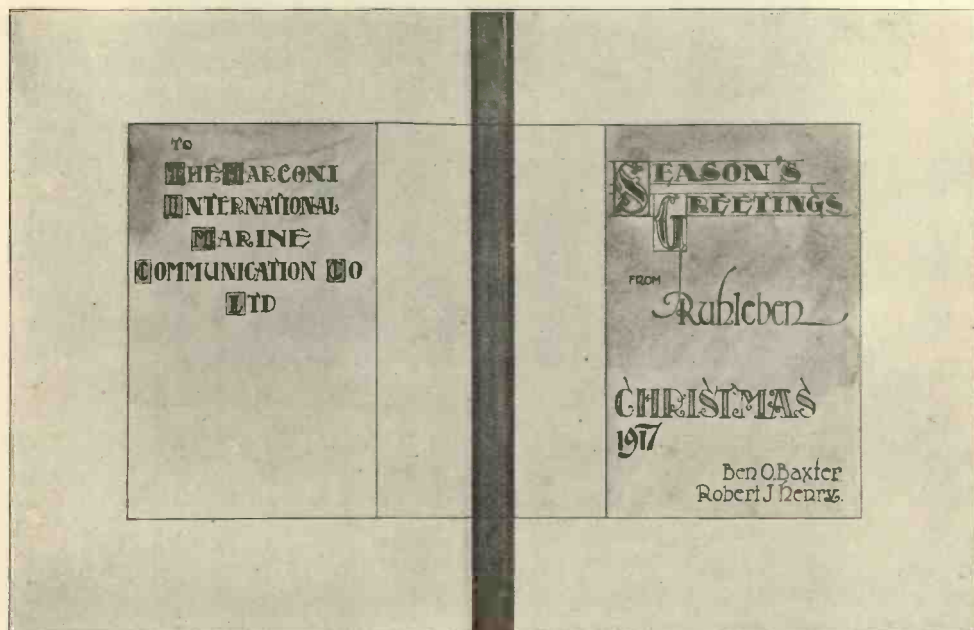 To
The Marconi
International
Marine
Communication Co
Ltd
Season's
Greetings
from
Ruhleben
Christmas
1917
Ben O. Baxter
Robert J Henry.